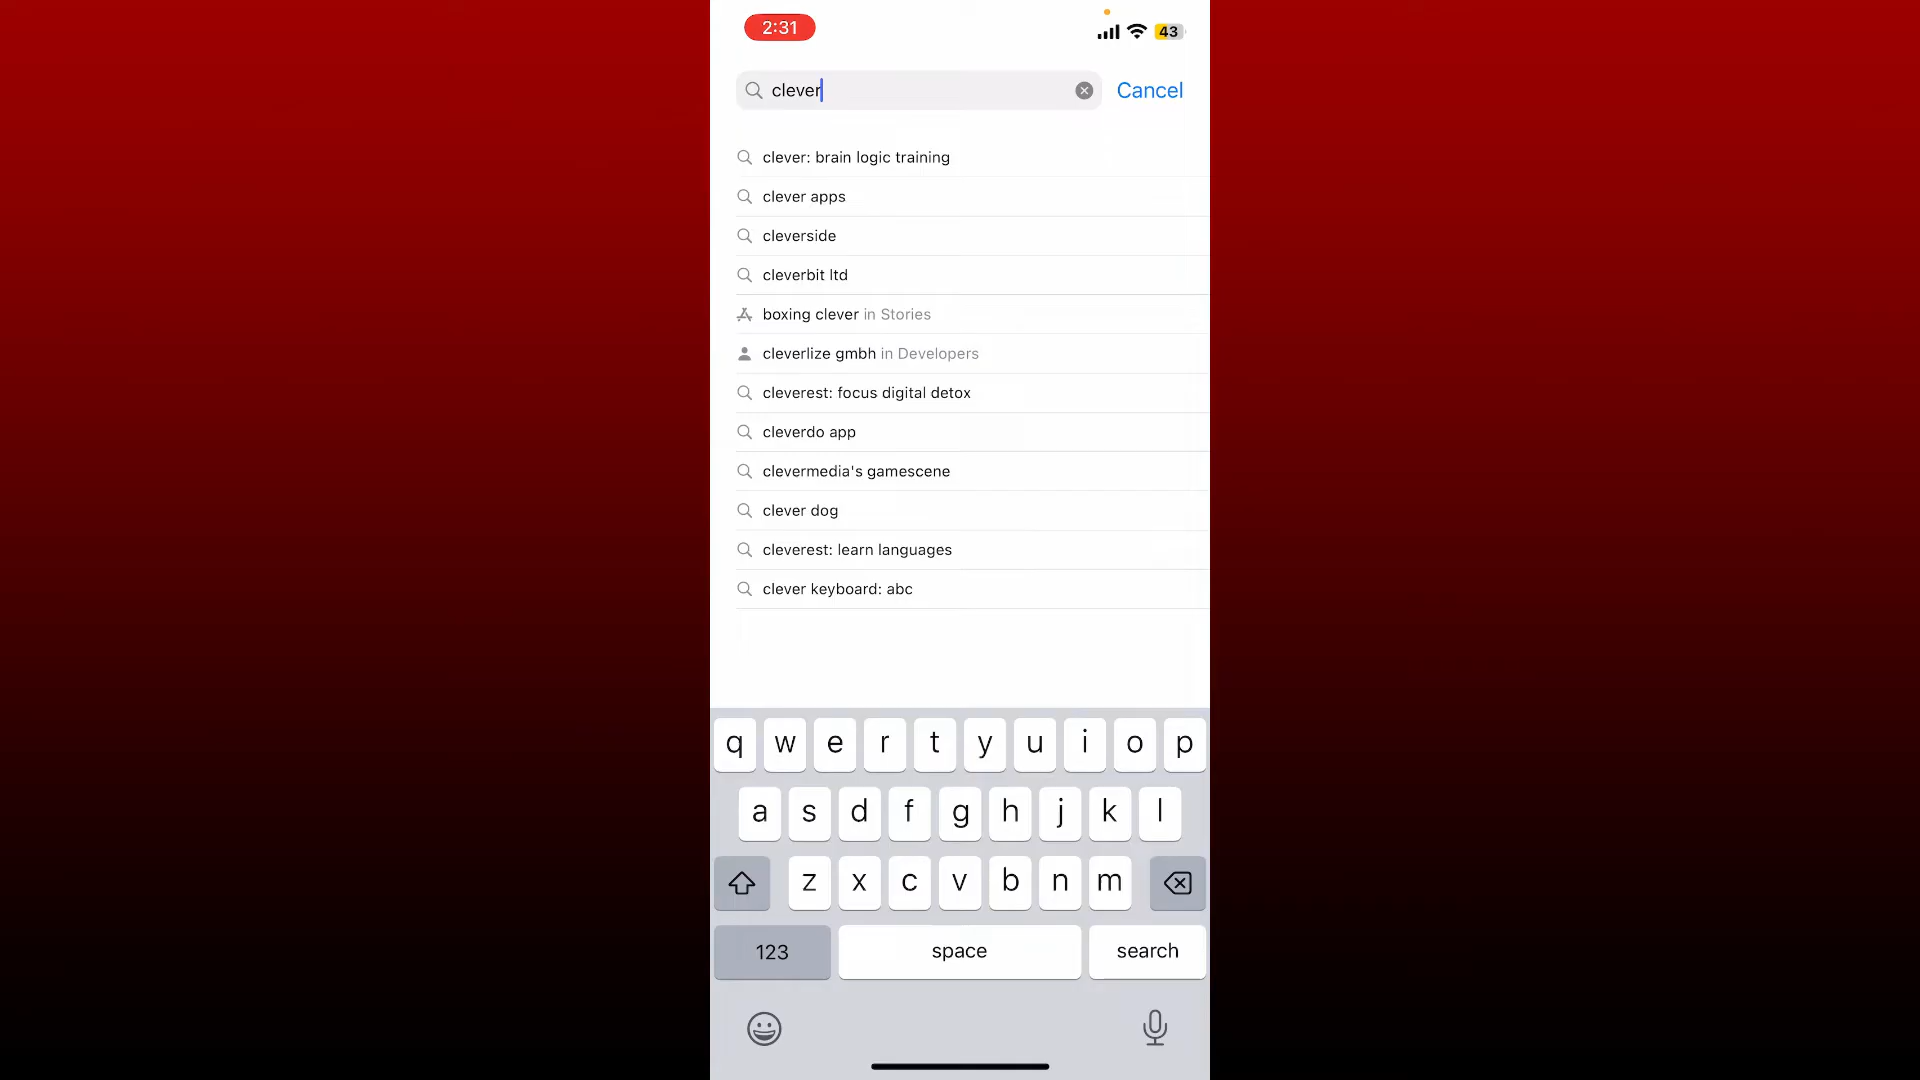 2:31
43
clever
Cancel
clever: brain logic training
clever apps
cleverside
cleverbit ltd
boxing clever in Stories
cleverlize gmbh in Developers
cleverest: focus digital detox
cleverdo app
clevermedia's gamescene
clever dog
cleverest: learn languages
clever keyboard: abc
q w e r t y u i o p
a s d f g h j k l
z x c v b n m
123 space search